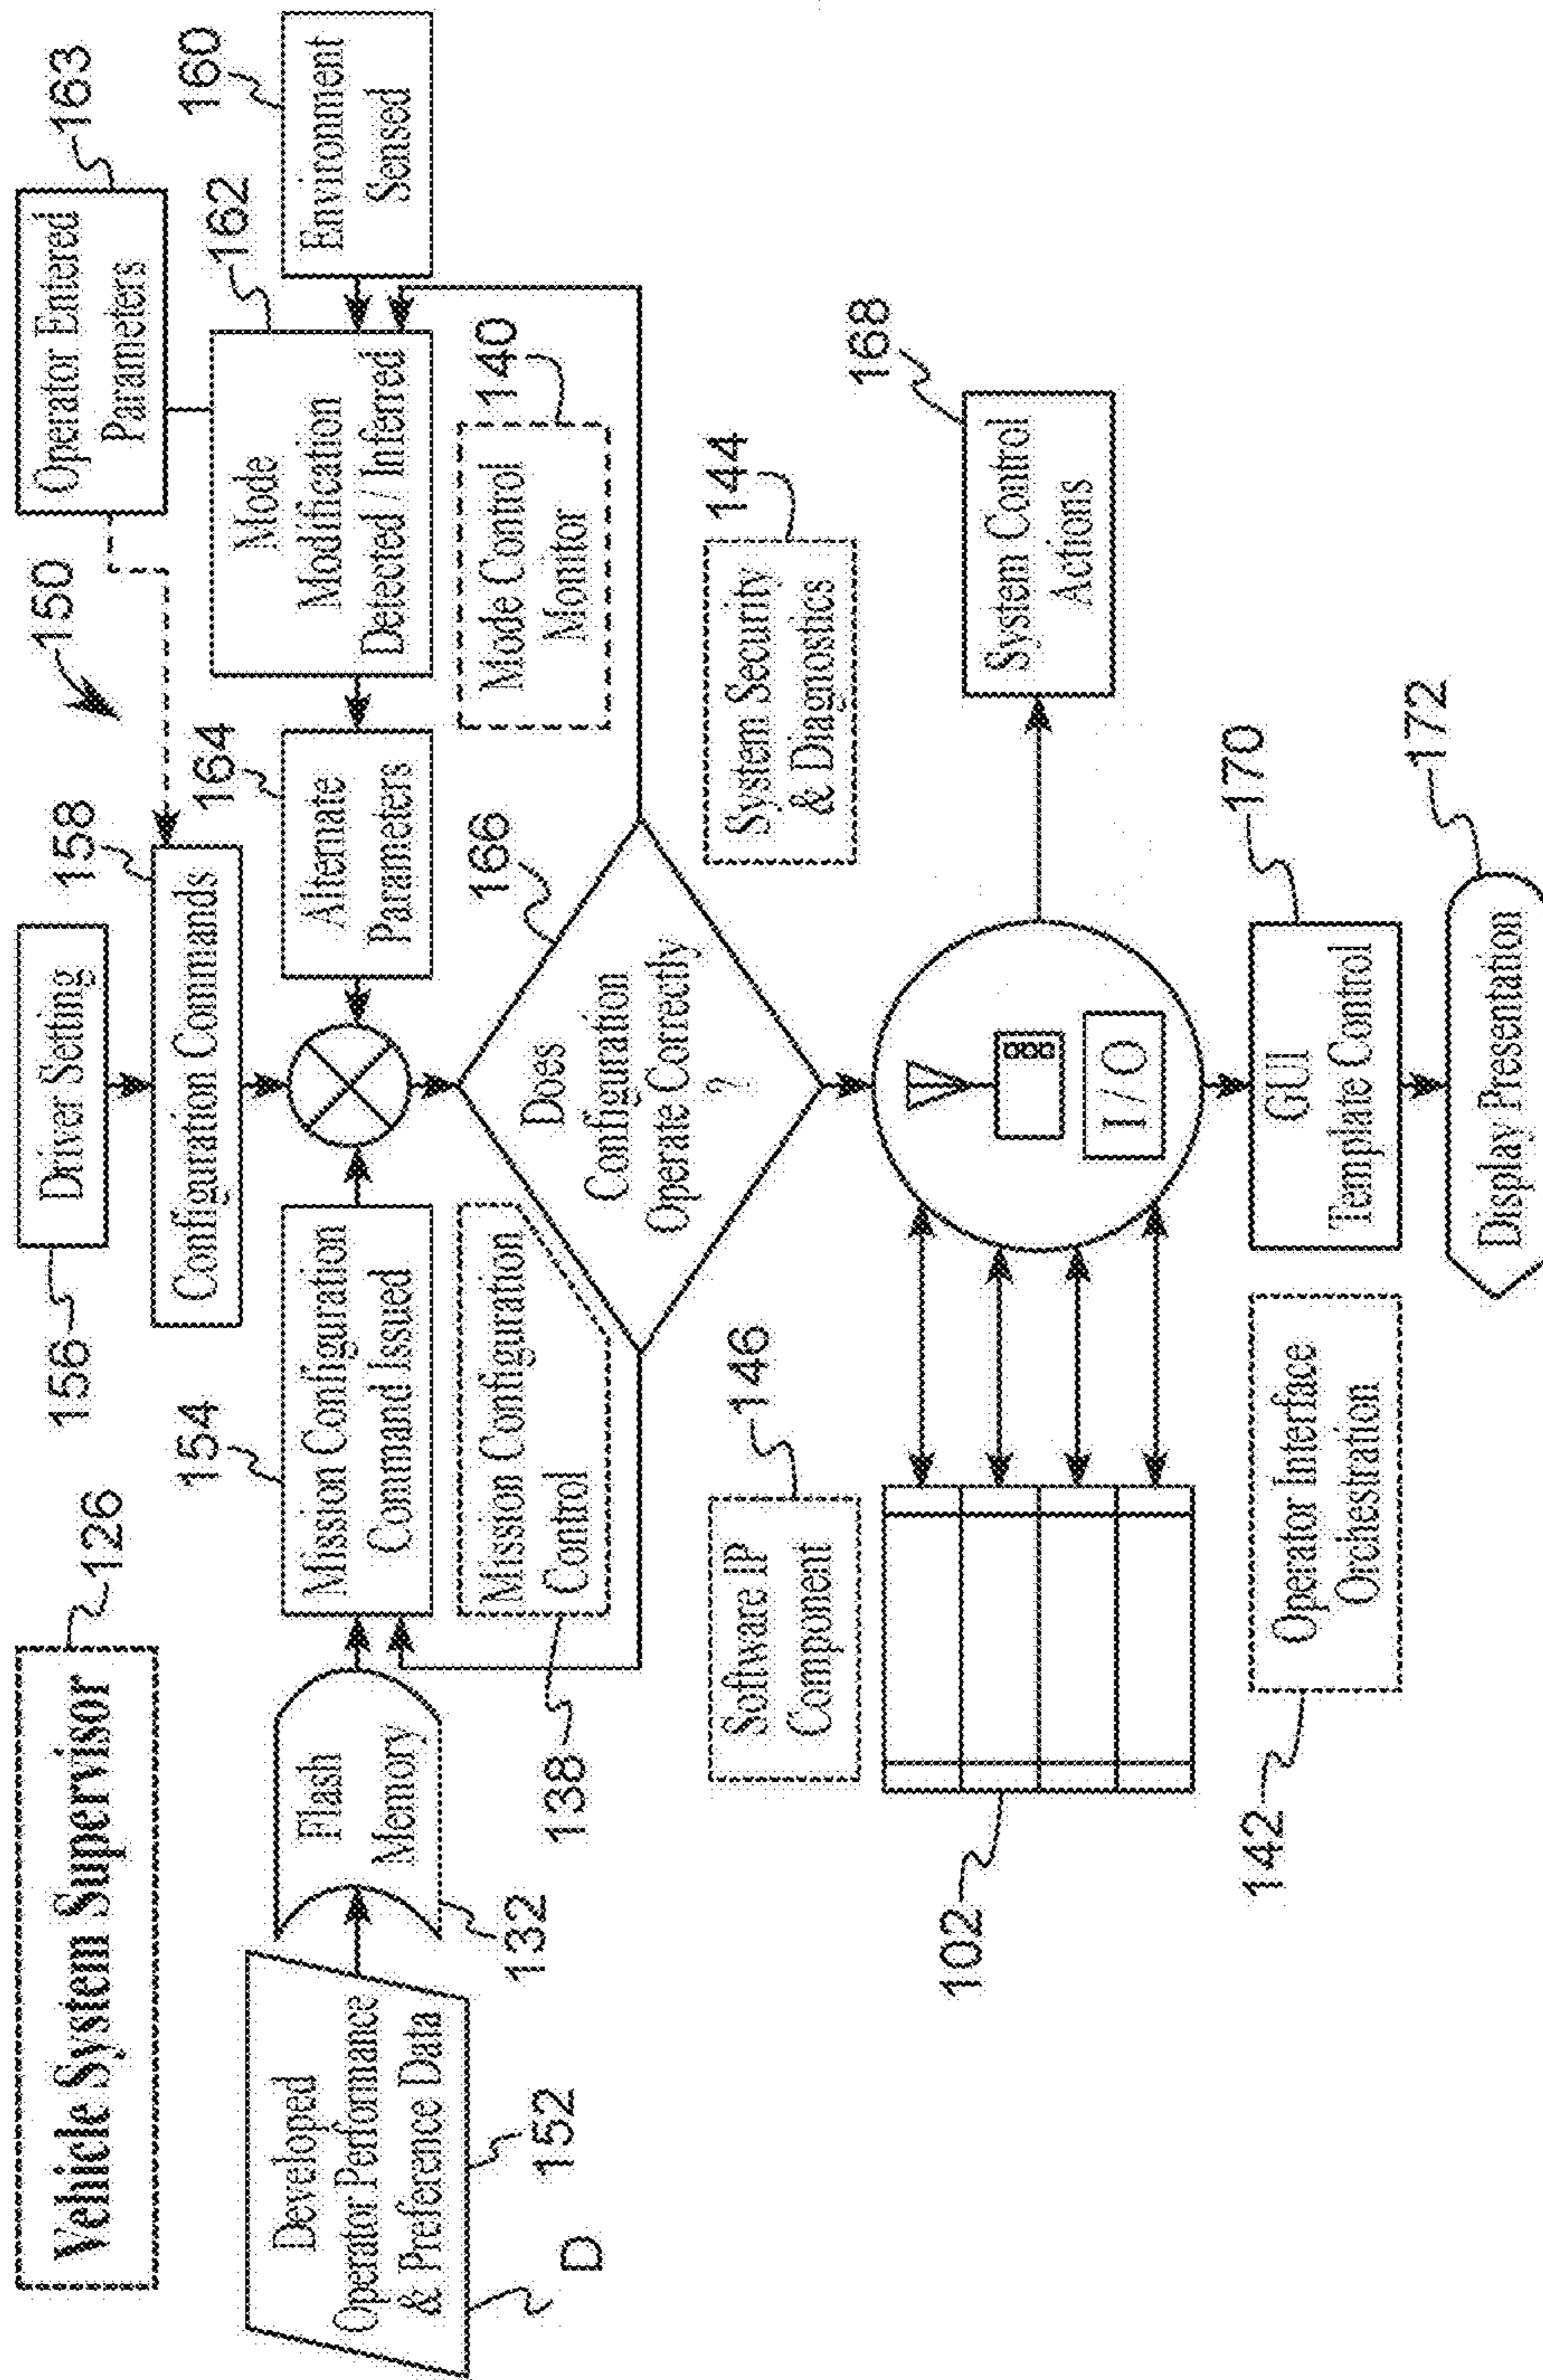 Vehicle System Supervisor
126
156
Driver Setting
158
150
Operator Entered
Parameters
163
Configuration Commands
154
164
162
160
Developed
Operator Performance
& Preference Data
152
D
Flash
Memory
132
Mission Configuration
Command Issued
Alternate
Parameters
Mode
Modification
Detected / Inferred
Environment
Sensed
Mission Configuration
Control
138
166
Does
Configuration
Operate Correctly
?
Mode Control
Monitor
140
Software IP
Component
146
System Security
& Diagnostics
144
102
I / O
System Control
Actions
168
Operator Interface
Orchestration
142
GUI
Template Control
170
Display Presentation
172